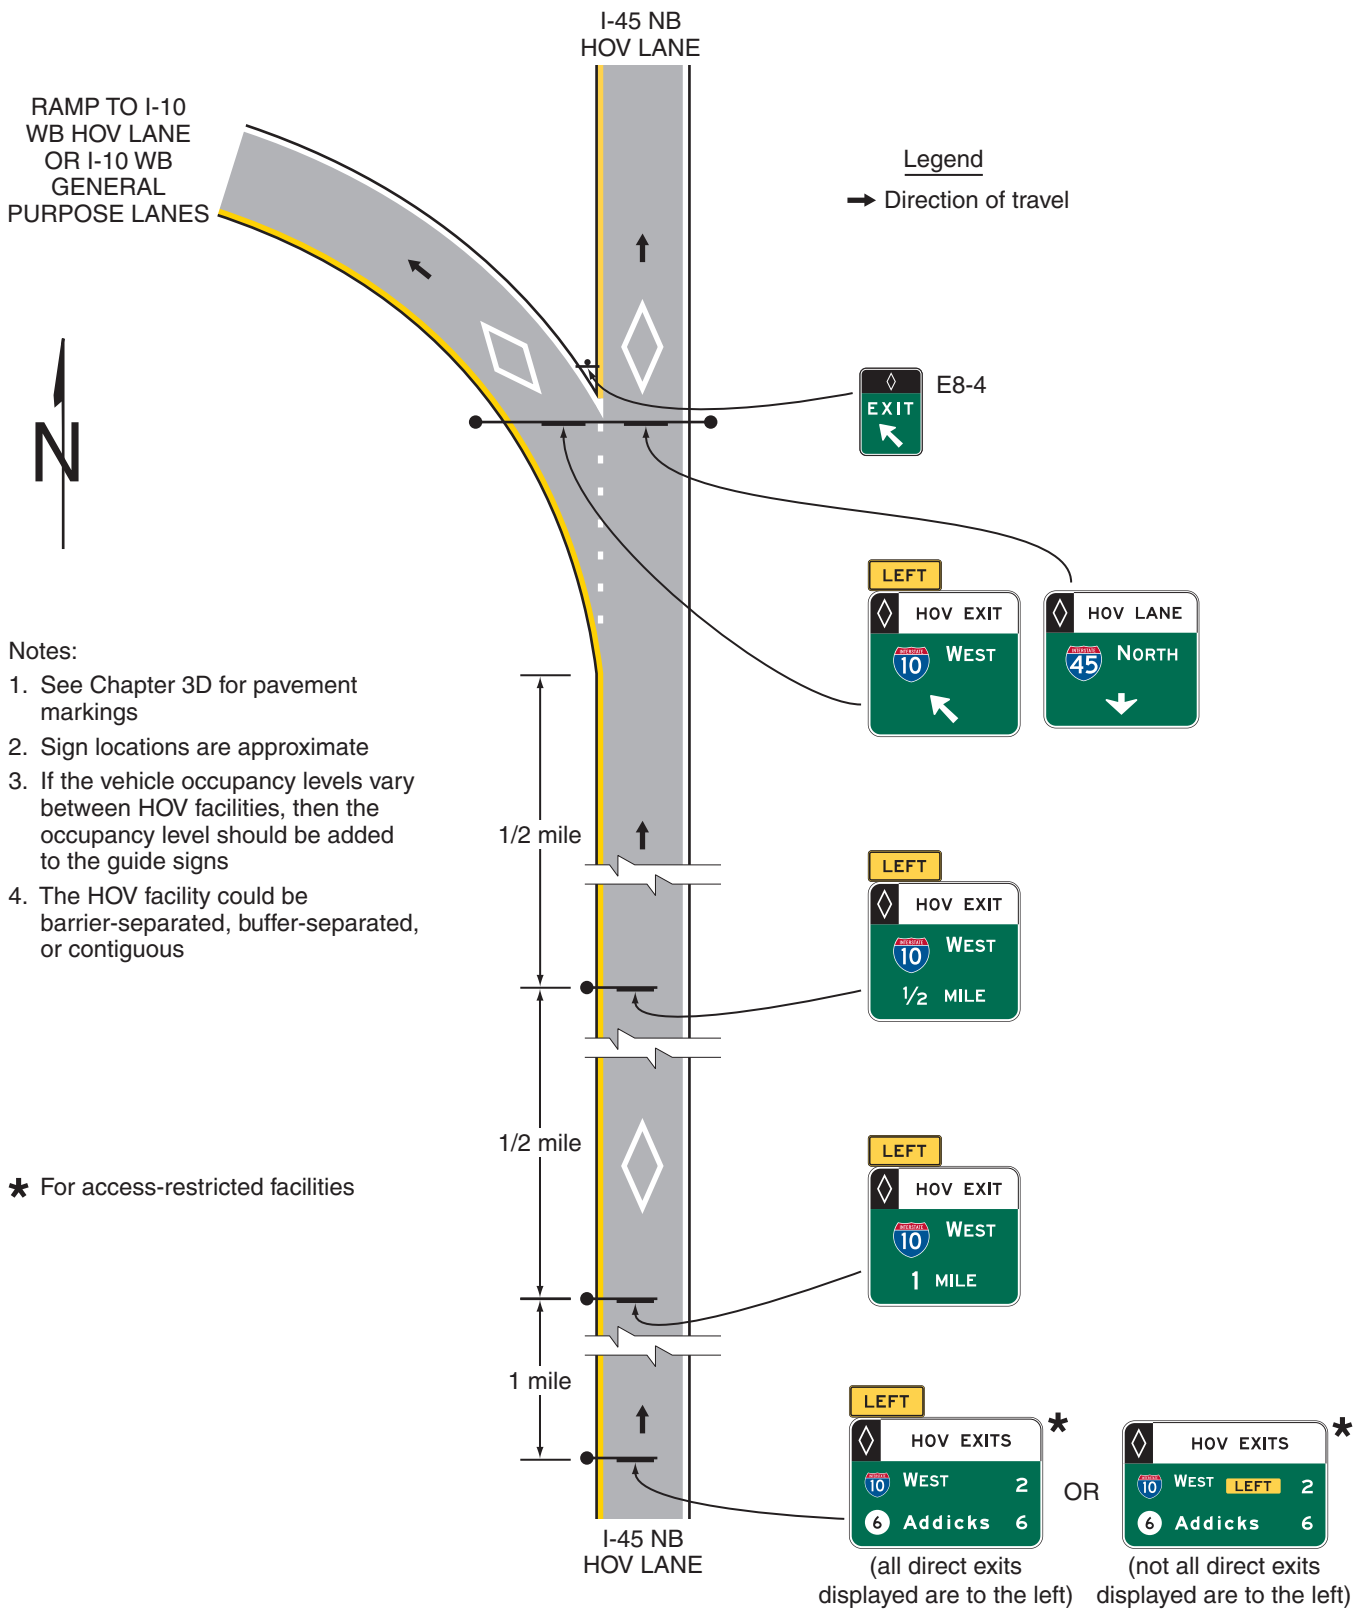 I-45 NB
HOV LANE
RAMP TO I-10
WB HOV LANE
OR I-10 WB
GENERAL
PURPOSE LANES
Legend
Direction of travel
N
EXIT
E8-4
LEFT
HOV EXIT
INTERSTATE
10 WEST
HOV LANE
INTERSTATE
45 NORTH
Notes:
1. See Chapter 3D for pavement
markings
2. Sign locations are approximate
3. If the vehicle occupancy levels vary
between HOV facilities, then the
occupancy level should be added
to the guide signs
4. The HOV facility could be
barrier-separated, buffer-separated,
or contiguous
1/2 mile
LEFT
HOV EXIT
INTERSTATE
10 WEST
1/2 MILE
1/2 mile
* For access-restricted facilities
LEFT
HOV EXIT
INTERSTATE
10 WEST
1 MILE
1 mile
LEFT
*
HOV EXITS
INTERSTATE
10 WEST 2
6 Addicks 6
OR
*
HOV EXITS
INTERSTATE
10 WEST LEFT 2
6 Addicks 6
I-45 NB
HOV LANE
(all direct exits
displayed are to the left)
(not all direct exits
displayed are to the left)